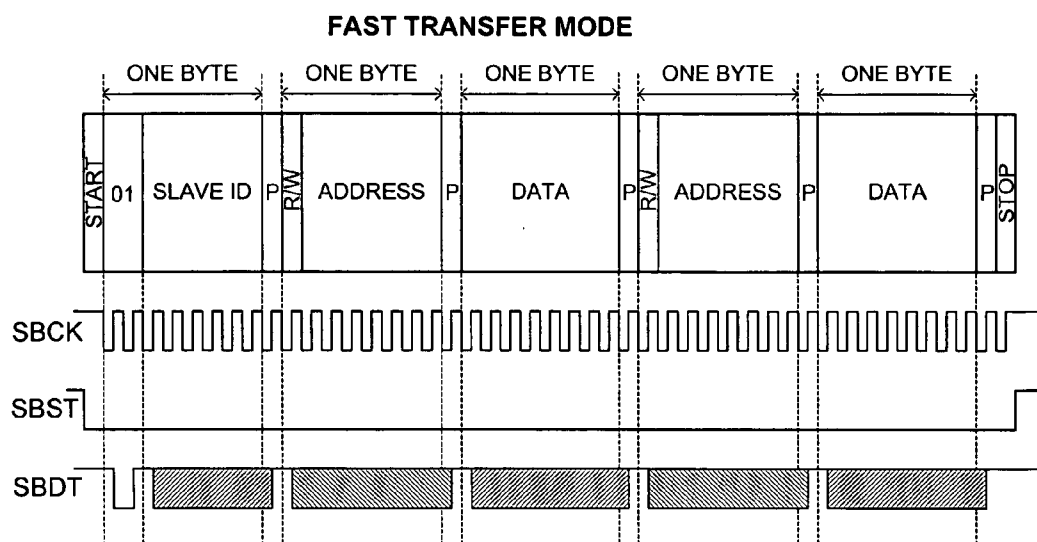 FAST TRANSFER MODE
ONE BYTE ONE BYTE ONE BYTE ONE BYTE ONE BYTE
START 01 SLAVE ID P R/W ADDRESS P DATA P R/W ADDRESS P DATA P STOP
SBCK
SBST
SBDT